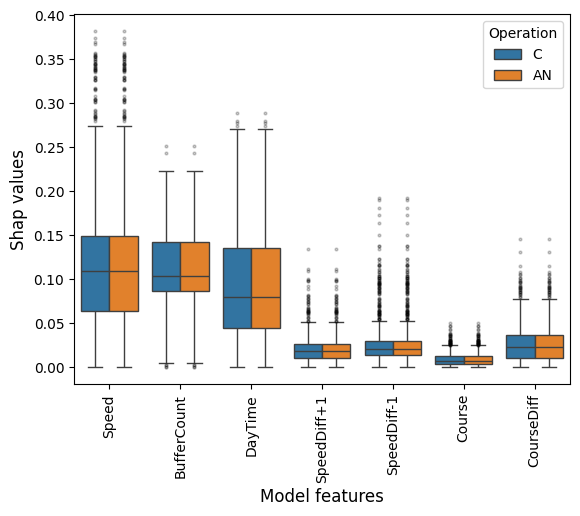 Operation
C
AN
Shap values
0.40
0.35
0.30
0.25
0.20
0.15
0.10
0.05
0.00
Speed
BufferCount
DayTime
SpeedDiff+1
SpeedDiff-1
Course
CourseDiff
Model features